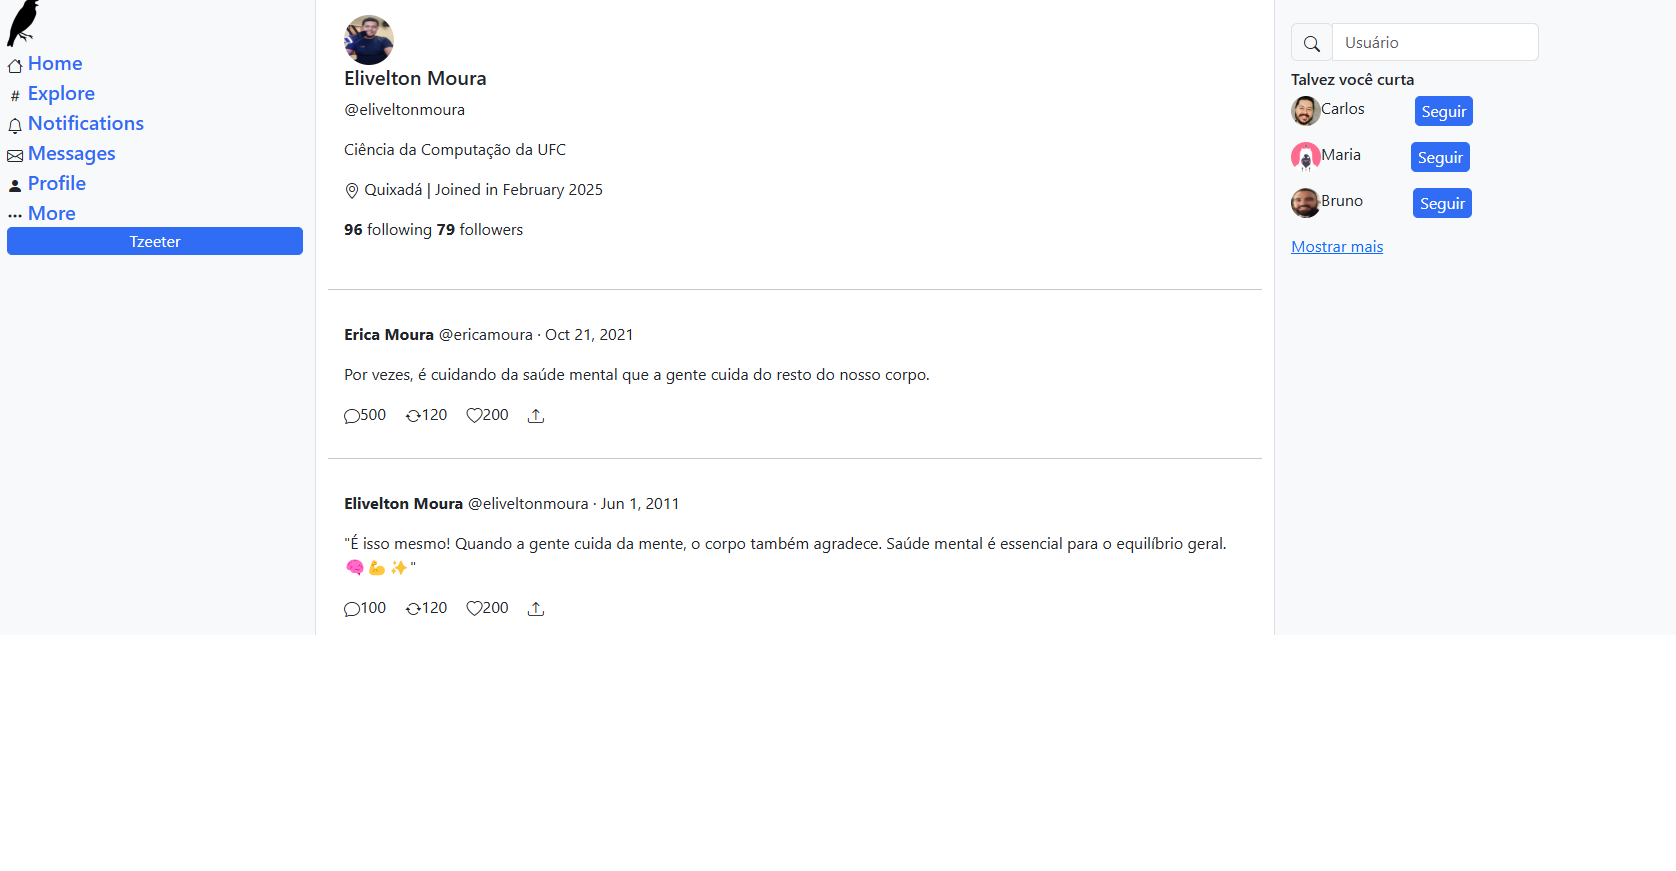 Home
# Explore
Notifications
Messages
Profile
More
Tzeeter
Elivelton Moura
@eliveltonmoura
Ciência da Computação da UFC
Quixadá | Joined in February 2025
96 following 79 followers
Erica Moura @ericamoura · Oct 21, 2021
Por vezes, é cuidando da saúde mental que a gente cuida do resto do nosso corpo.
500 120 200
Elivelton Moura @eliveltonmoura · Jun 1, 2011
"É isso mesmo! Quando a gente cuida da mente, o corpo também agradece. Saúde mental é essencial para o equilíbrio geral.
🧠💪✨"
100 120 200
Usuário
Talvez você curta
Carlos Seguir
Maria Seguir
Bruno Seguir
Mostrar mais